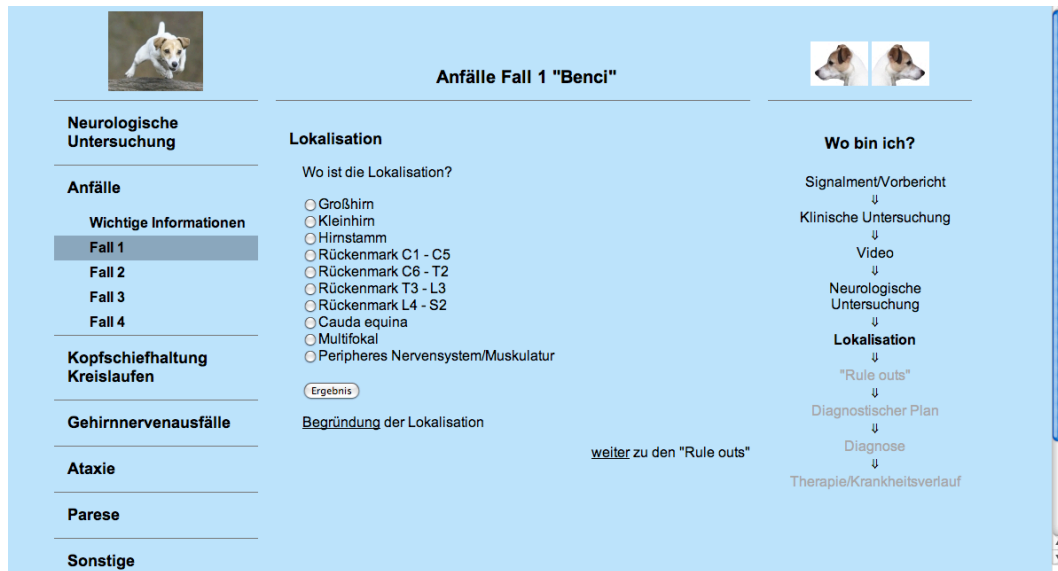 Anfälle Fall 1 "Benci"
Neurologische
Untersuchung
Anfälle
Wichtige Informationen
Fall 1
Fall 2
Fall 3
Fall 4
Kopfschiefhaltung
Kreislaufen
Gehirnnervenausfälle
Ataxie
Parese
Sonstige
Lokalisation
Wo ist die Lokalisation?
Großhirn
Kleinhirn
Hirnstamm
Rückenmark C1 - C5
Rückenmark C6 - T2
Rückenmark T3 - L3
Rückenmark L4 - S2
Cauda equina
Multifokal
Peripheres Nervensystem/Muskulatur
Ergebnis
Begründung der Lokalisation
weiter zu den "Rule outs"
Wo bin ich?
Signalment/Vorbericht
⇓
Klinische Untersuchung
⇓
Video
⇓
Neurologische
Untersuchung
⇓
Lokalisation
⇓
"Rule outs"
⇓
Diagnostischer Plan
⇓
Diagnose
⇓
Therapie/Krankheitsverlauf